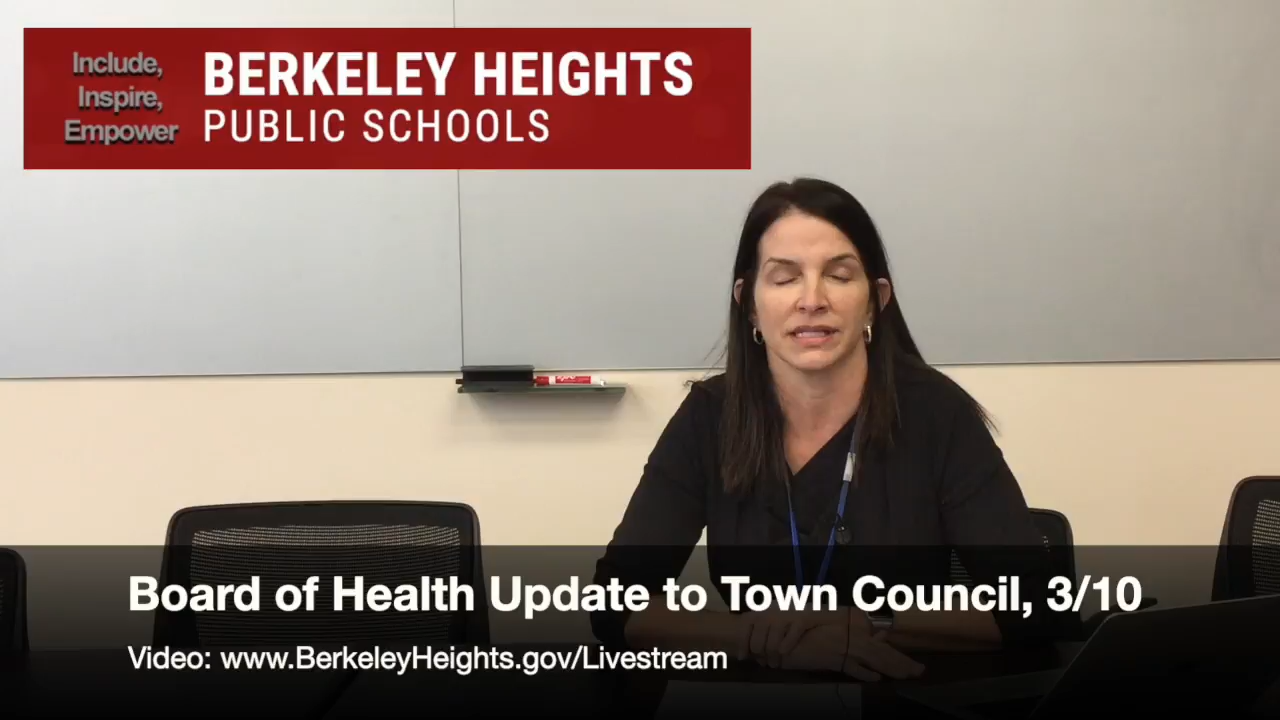 Include,
Inspire,
Empower
BERKELEY HEIGHTS
PUBLIC SCHOOLS
Board of Health Update to Town Council, 3/10
Video: www.BerkeleyHeights.gov/Livestream